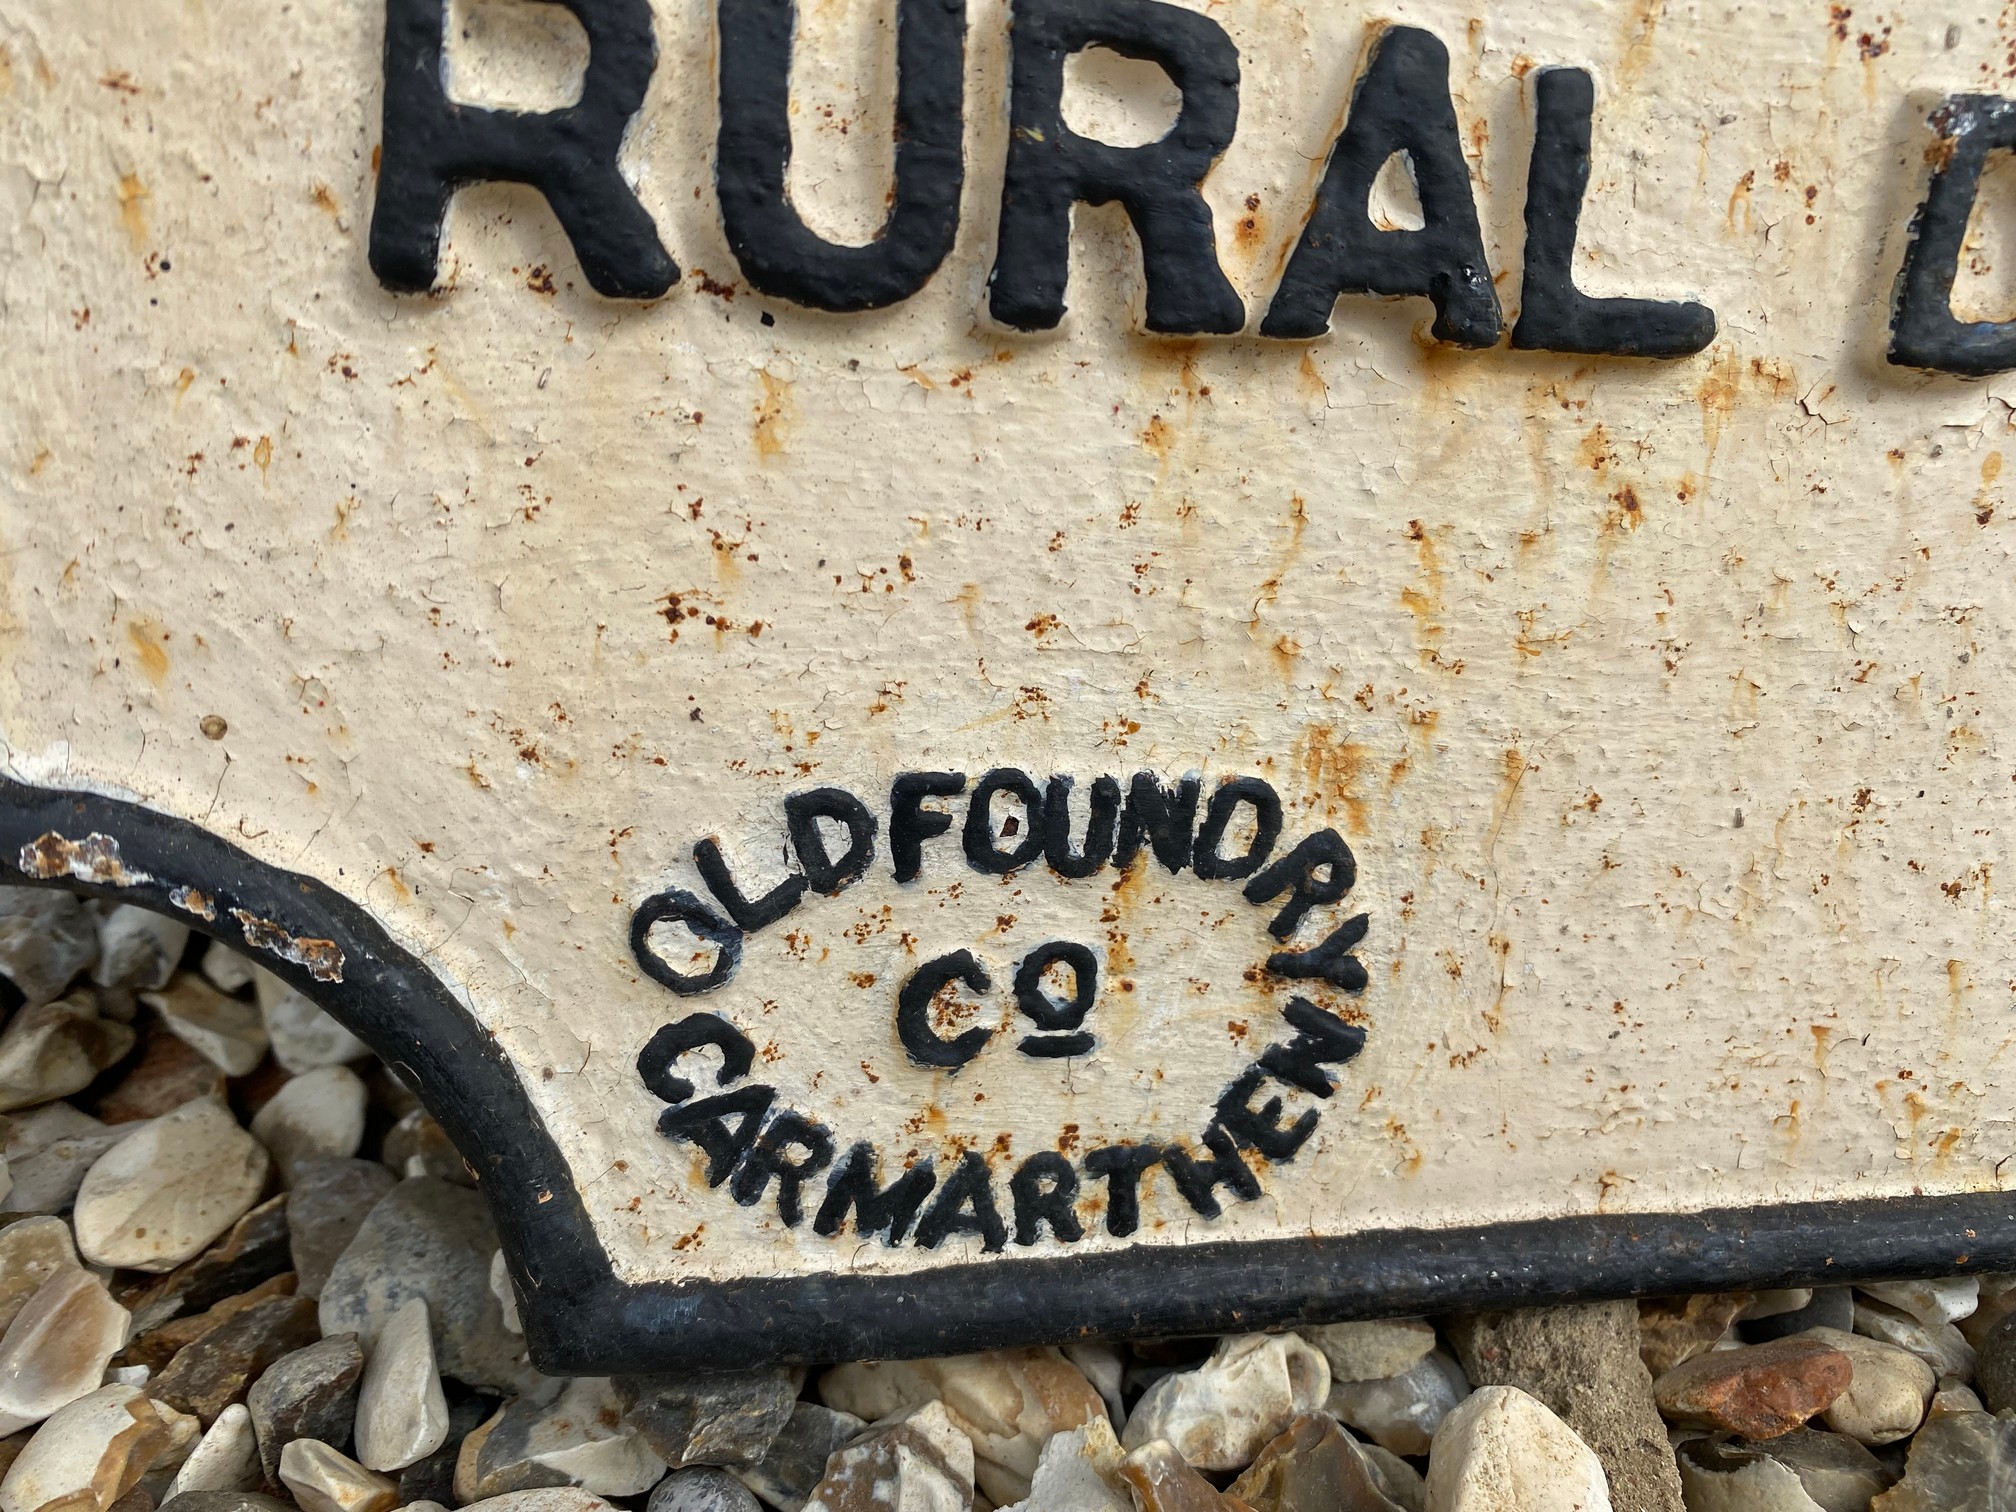 RURAL D
OLD FOUNDRY
Cº
CARMARTHEN